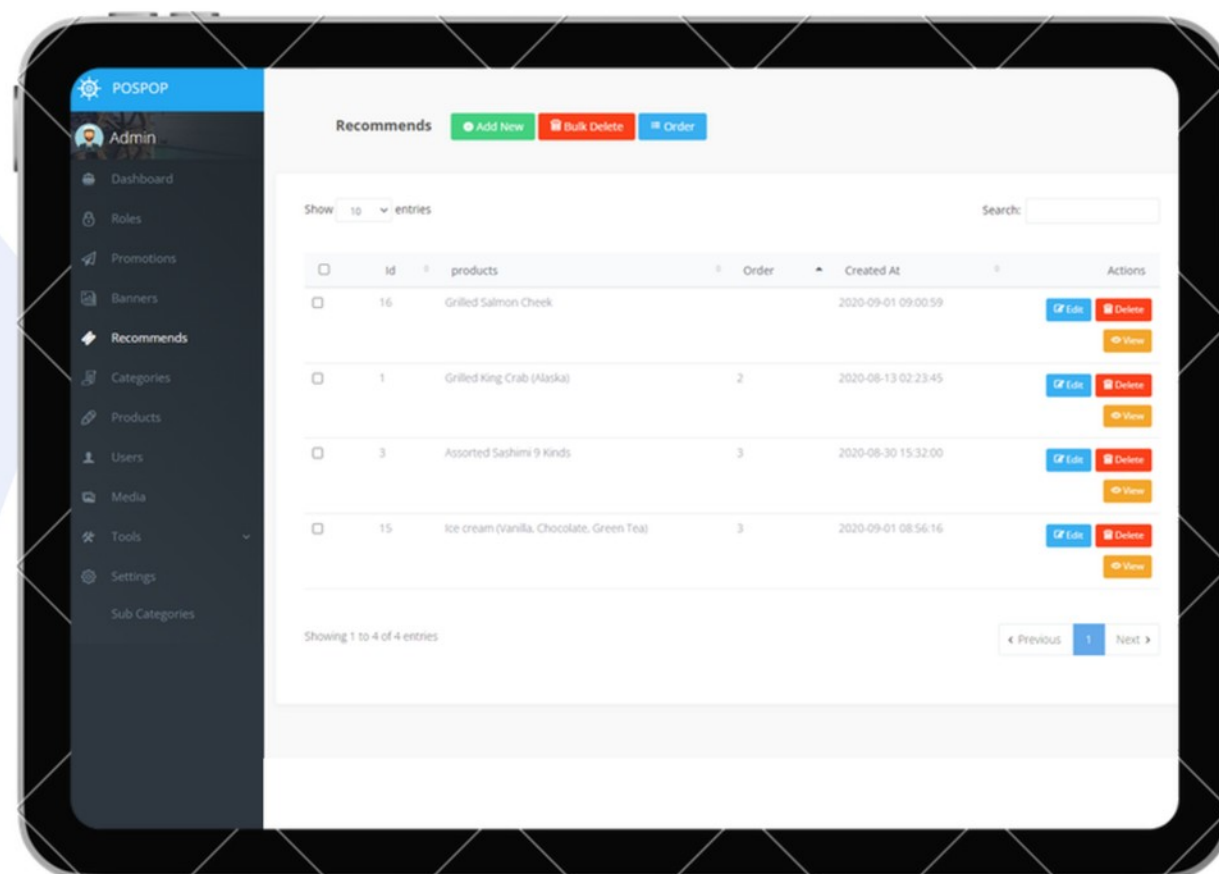 POSPOP
Admin
Dashboard
Roles
Promotions
Banners
Recommends
Categories
Products
Users
Media
Tools
Settings
Sub Categories
Recommends Add New Bulk Delete Order
Show 10 entries Search:
Id products Order Created At Actions
16 Grilled Salmon Cheek 2020-09-01 09:00:59 Edit Delete
View
1 Grilled King Crab (Alaska) 2 2020-08-13 02:23:45 Edit Delete
View
3 Assorted Sashimi 9 Kinds 3 2020-08-30 15:32:00 Edit Delete
View
15 Ice cream (Vanilla, Chocolate, Green Tea) 3 2020-09-01 08:56:16 Edit Delete
View
Showing 1 to 4 of 4 entries Previous 1 Next